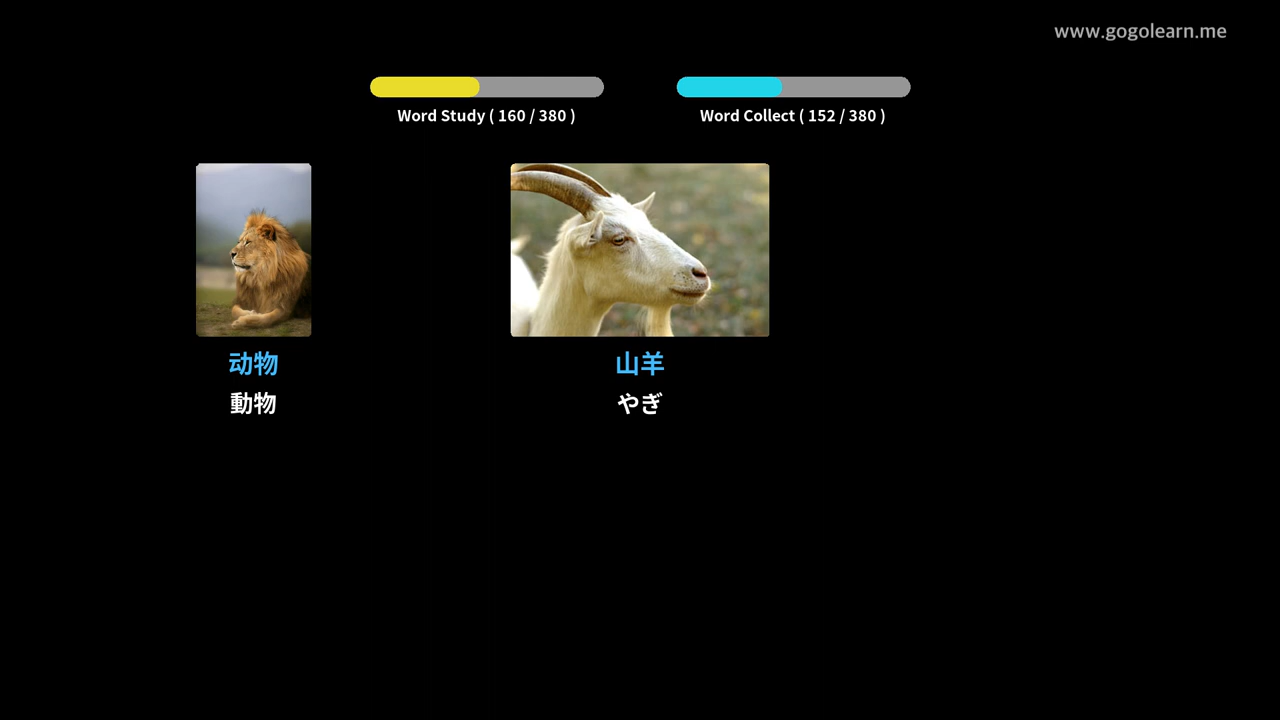 www.gogolearn.me
Word Study ( 160 / 380 )
Word Collect ( 152 / 380 )
动物
動物
山羊
やぎ